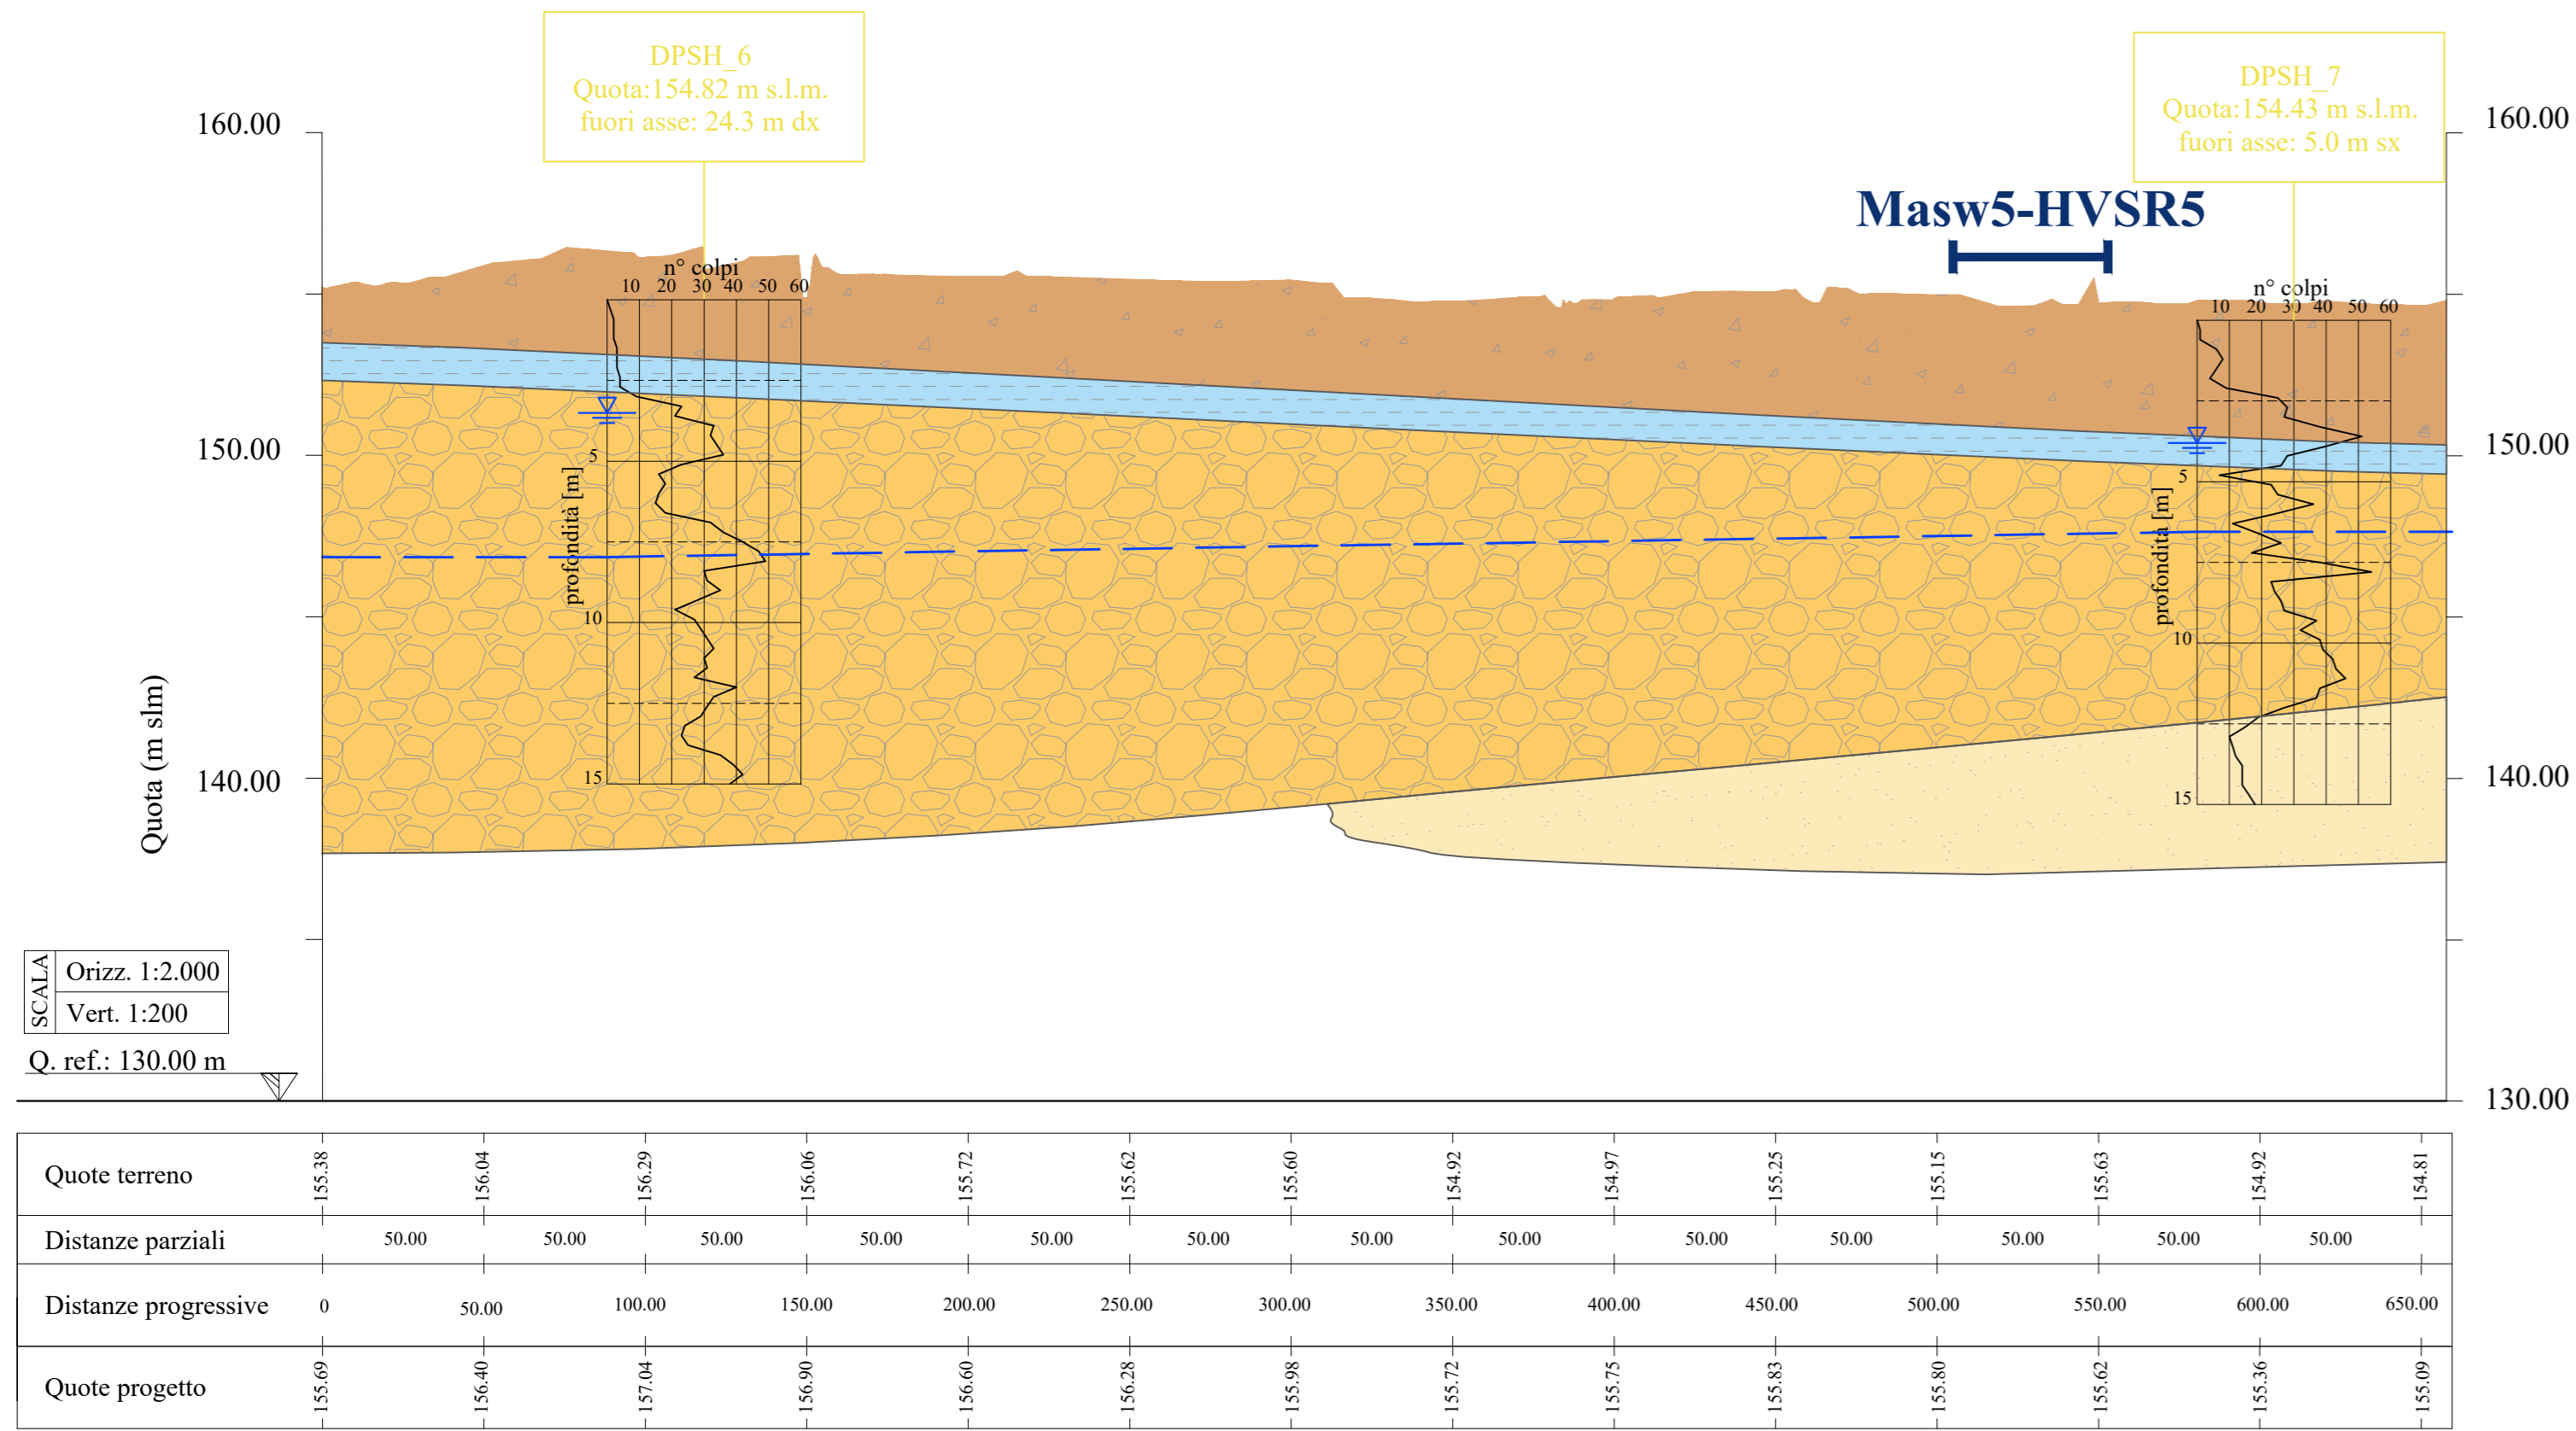 DPSH_6
Quota:154.82 m s.l.m.
fuori asse: 24.3 m dx
DPSH_7
Quota:154.43 m s.l.m.
fuori asse: 5.0 m sx
160.00
160.00
Masw5-HVSR5
n° colpi
10 20 30 40 50 60
n° colpi
10 20 30 40 50 60
150.00
150.00
5
5
profondità [m]
profondità [m]
10
10
15
15
140.00
140.00
Quota (m slm)
SCALA
Orizz. 1:2.000
Vert. 1:200
Q. ref.: 130.00 m
130.00
Quote terreno 155.38 156.04 156.29 156.06 155.72 155.62 155.60 154.92 154.97 155.25 155.15 155.63 154.92 154.81
Distanze parziali 50.00 50.00 50.00 50.00 50.00 50.00 50.00 50.00 50.00 50.00 50.00 50.00 50.00
Distanze progressive 0 50.00 100.00 150.00 200.00 250.00 300.00 350.00 400.00 450.00 500.00 550.00 600.00 650.00
Quote progetto 155.69 156.40 157.04 156.90 156.60 156.28 155.98 155.72 155.75 155.83 155.80 155.62 155.36 155.09